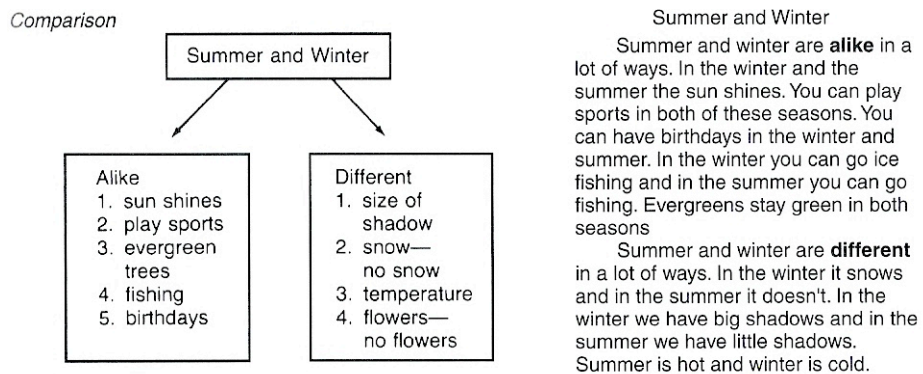 Comparison
Summer and Winter
Alike
1. sun shines
2. play sports
3. evergreen
trees
4. fishing
5. birthdays
Different
1. size of
shadow
2. snow—
no snow
3. temperature
4. flowers—
no flowers
Summer and Winter
Summer and winter are alike in a
lot of ways. In the winter and the
summer the sun shines. You can play
sports in both of these seasons. You
can have birthdays in the winter and
summer. In the winter you can go ice
fishing and in the summer you can go
fishing. Evergreens stay green in both
seasons
Summer and winter are different
in a lot of ways. In the winter it snows
and in the summer it doesn't. In the
winter we have big shadows and in the
summer we have little shadows.
Summer is hot and winter is cold.